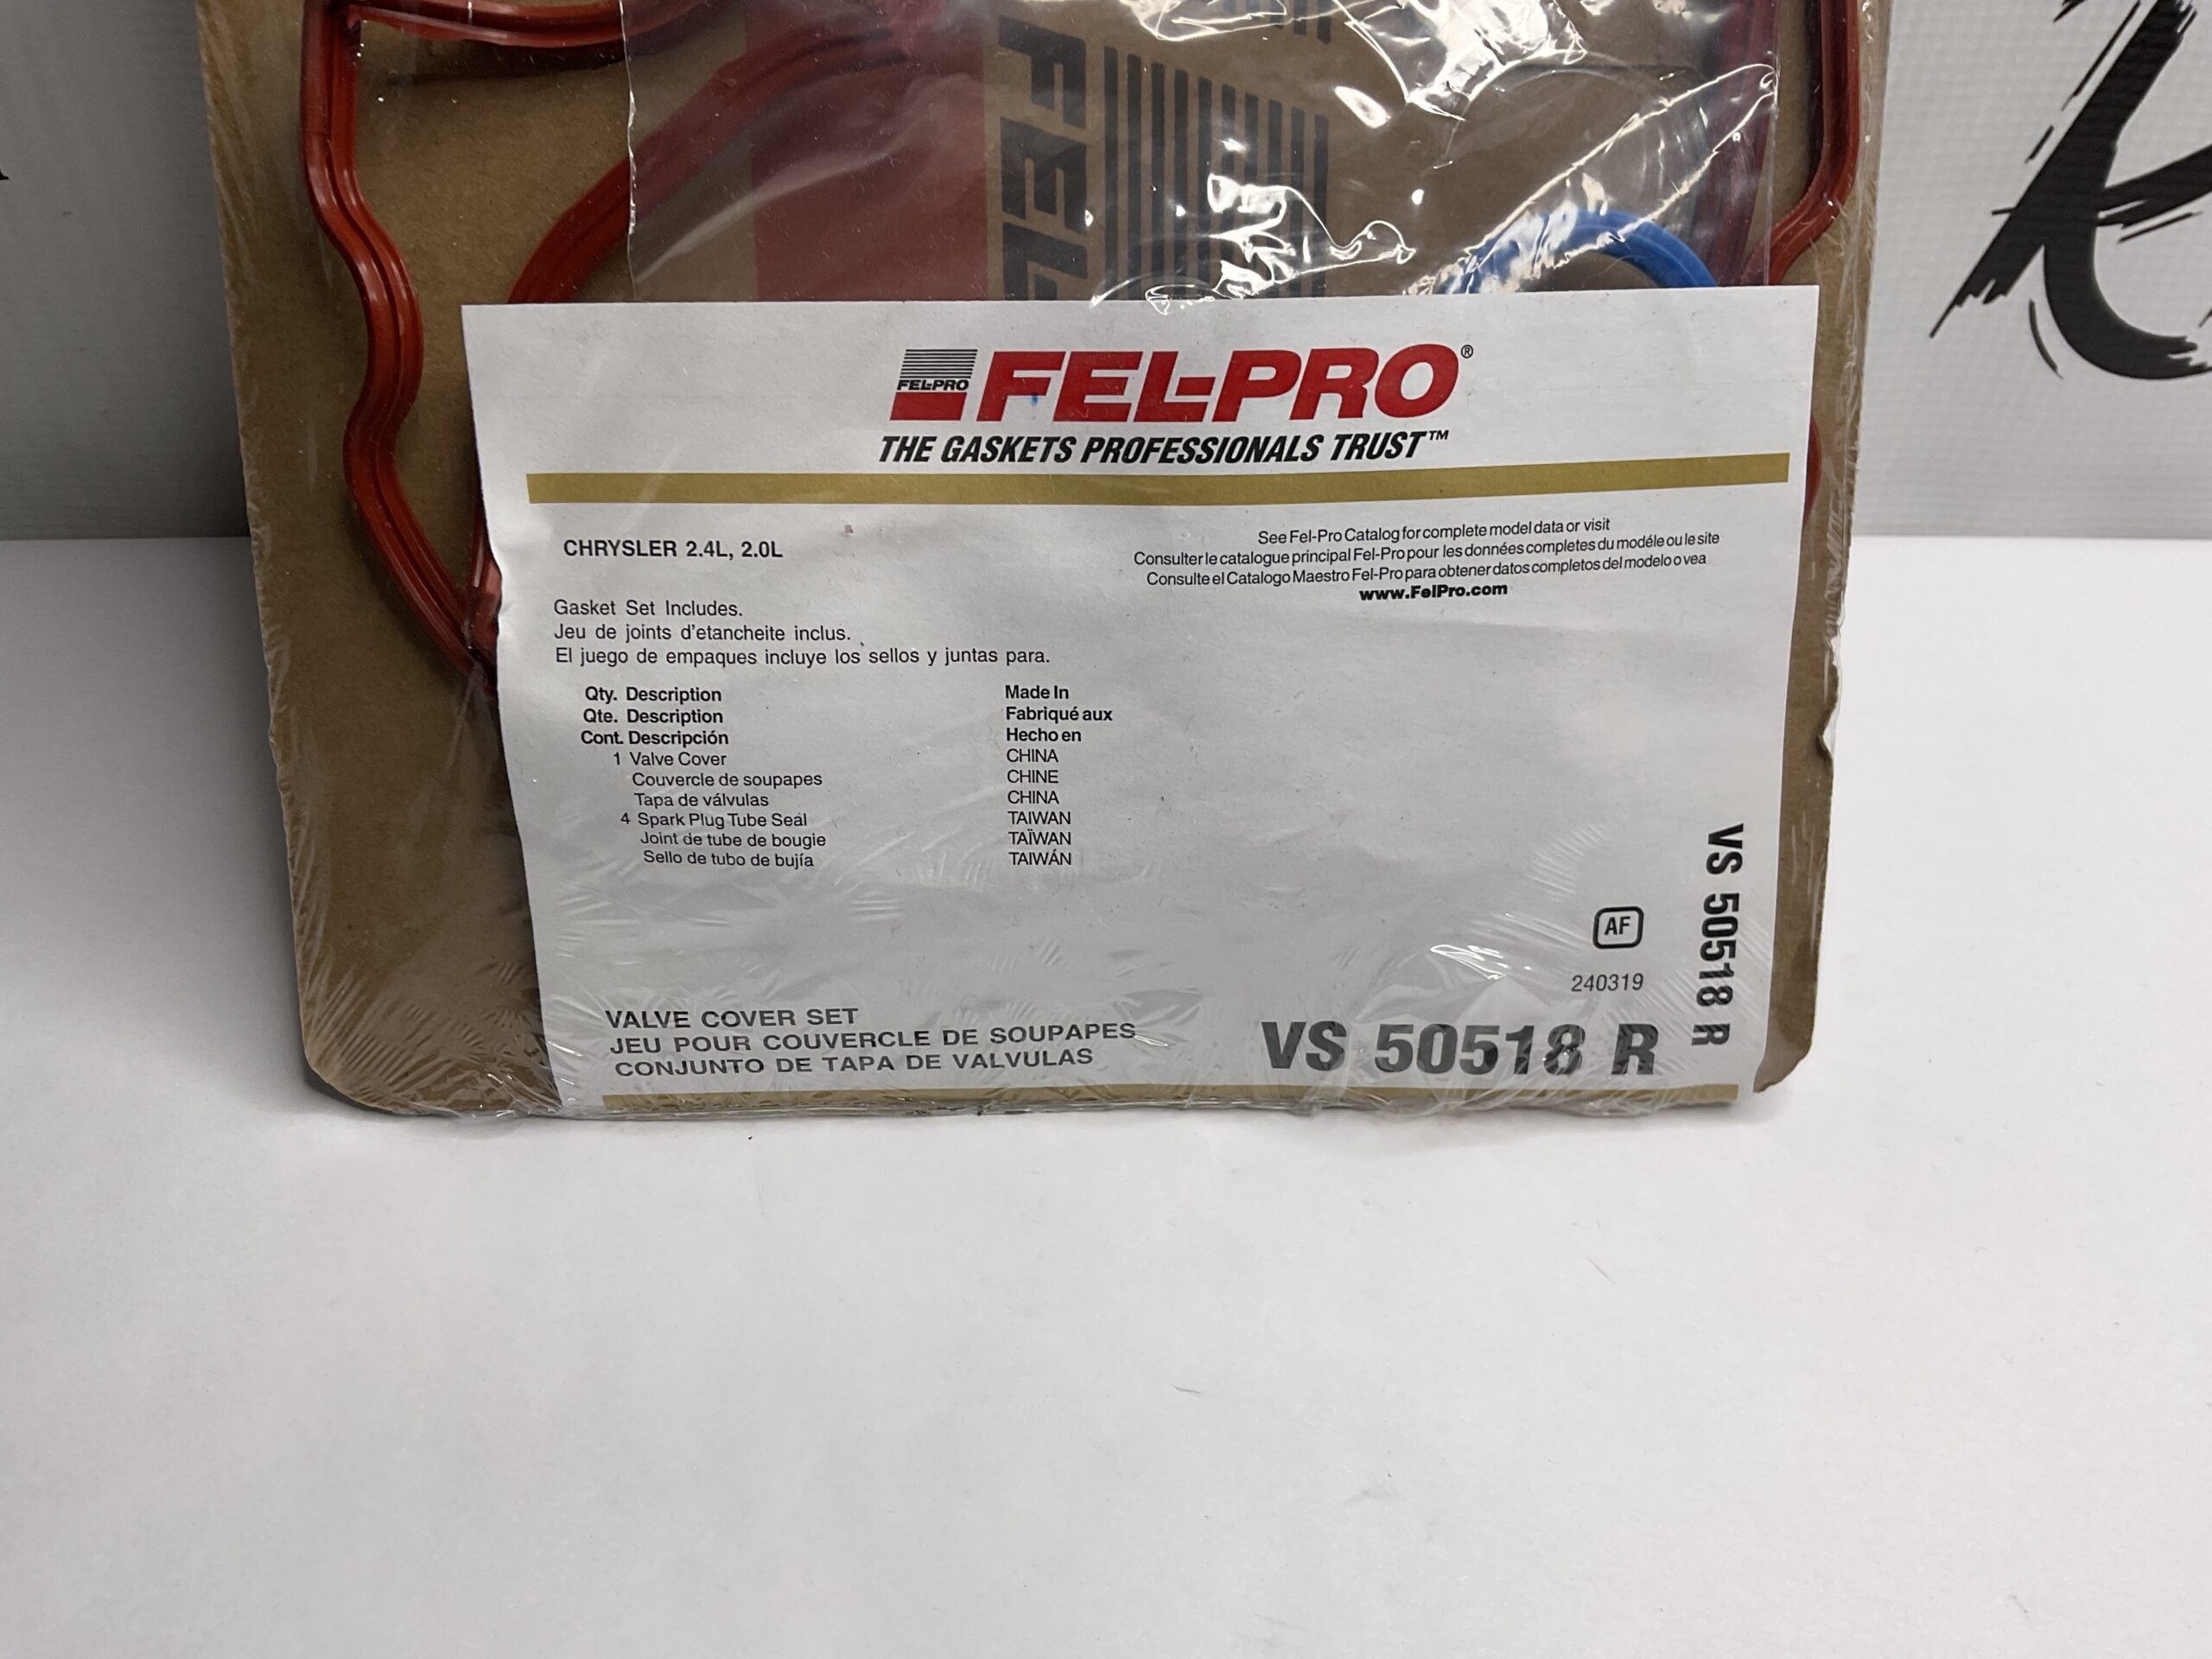 FEL
FEL-PRO
FEL-PRO®
THE GASKETS PROFESSIONALS TRUST™
CHRYSLER 2.4L, 2.0L
See Fel-Pro Catalog for complete model data or visit
Consulter le catalogue principal Fel-Pro pour les données completes du modéle ou le site
Consulte el Catalogo Maestro Fel-Pro para obtener datos completos del modelo o vea
www.FelPro.com
Gasket Set Includes.
Jeu de joints d'etancheite inclus.
El juego de empaques incluye los sellos y juntas para.
Qty. Description Made In
Qte. Description Fabriqué aux
Cont. Descripción Hecho en
1 Valve Cover CHINA
Couvercle de soupapes CHINE
Tapa de válvulas CHINA
4 Spark Plug Tube Seal TAIWAN
Joint de tube de bougie TAÏWAN
Sello de tubo de bujía TAIWÁN
AF
240319
VS 50518 R
VALVE COVER SET
JEU POUR COUVERCLE DE SOUPAPES
CONJUNTO DE TAPA DE VALVULAS
VS 50518 R